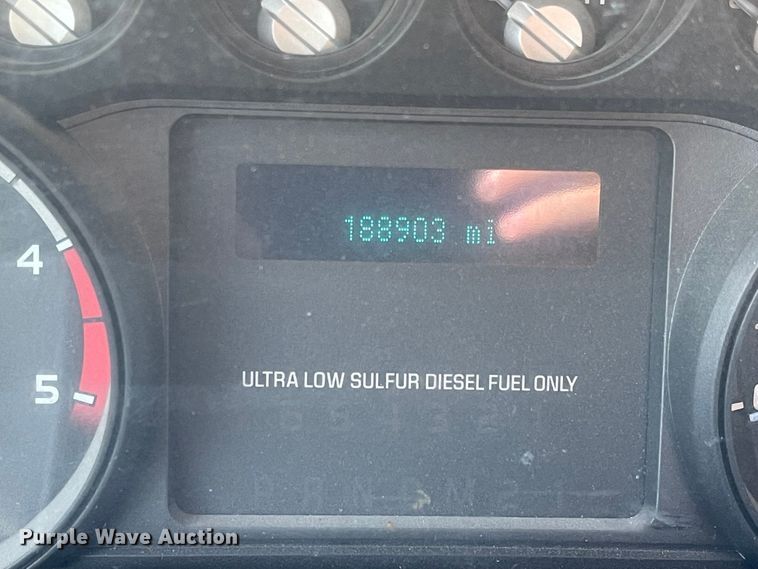 188903 mi
4
5
ULTRA LOW SULFUR DIESEL FUEL ONLY
Purple Wave Auction